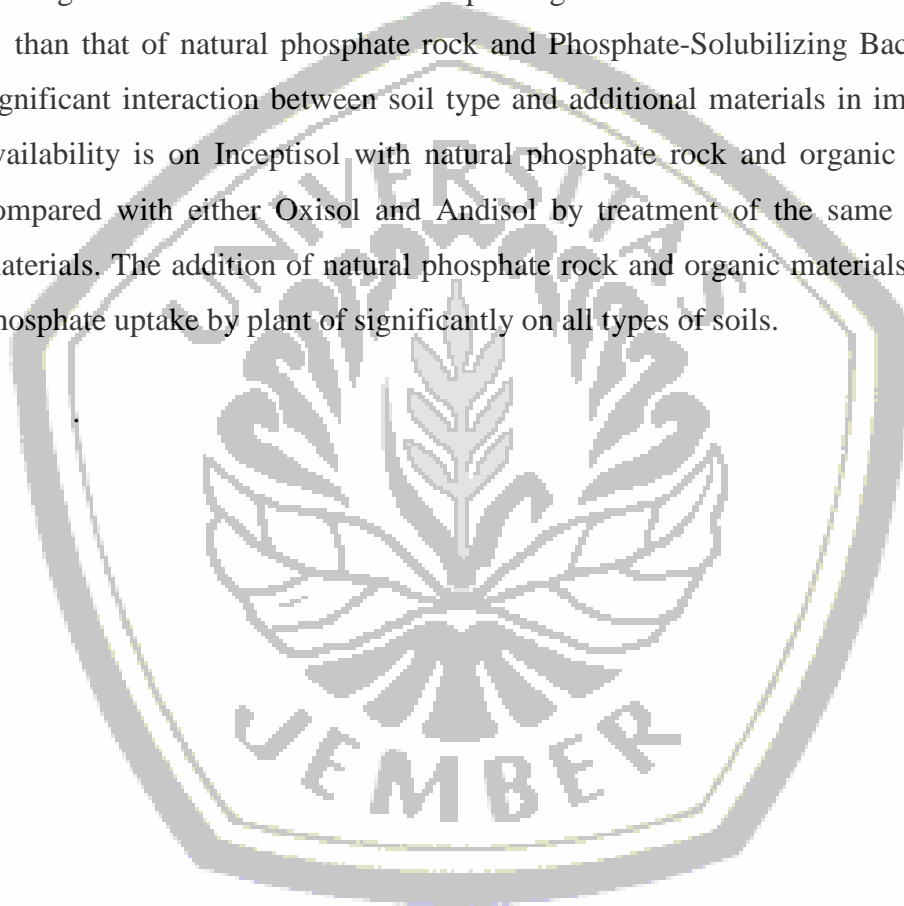 than that of natural phosphate rock and Phosphate-Solubilizing Bac
gnificant interaction between soil type and additional materials in im
vailability is on Inceptisol with natural phosphate rock and organic
ompared with either Oxisol and Andisol by treatment of the same
aterials. The addition of natural phosphate rock and organic materials
hosphate uptake by plant of significantly on all types of soils.
.
UNIVERSITAS
JEMBER